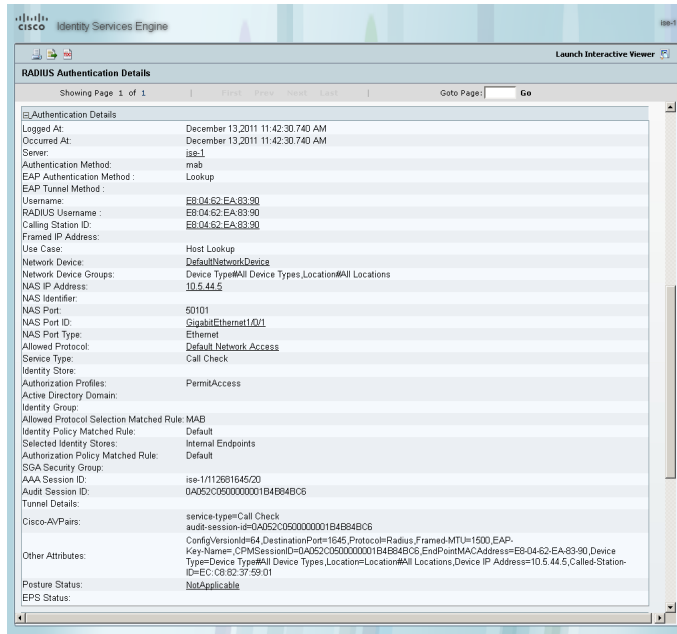 cisco Identity Services Engine
ise-1
Launch Interactive Viewer
RADIUS Authentication Details
Showing Page 1 of 1 | First Prev Next Last | Goto Page: Go
Authentication Details
Logged At: December 13,2011 11:42:30.740 AM
Occurred At: December 13,2011 11:42:30.740 AM
Server: ise-1
Authentication Method: mab
EAP Authentication Method : Lookup
EAP Tunnel Method :
Username: E8:04:62:EA:83:90
RADIUS Username : E8:04:62:EA:83:90
Calling Station ID: E8:04:62:EA:83:90
Framed IP Address:
Use Case: Host Lookup
Network Device: DefaultNetworkDevice
Network Device Groups: Device Type#All Device Types,Location#All Locations
NAS IP Address: 10.5.44.5
NAS Identifier:
NAS Port: 50101
NAS Port ID: GigabitEthernet1/0/1
NAS Port Type: Ethernet
Allowed Protocol: Default Network Access
Service Type: Call Check
Identity Store:
Authorization Profiles: PermitAccess
Active Directory Domain:
Identity Group:
Allowed Protocol Selection Matched Rule: MAB
Identity Policy Matched Rule: Default
Selected Identity Stores: Internal Endpoints
Authorization Policy Matched Rule: Default
SGA Security Group:
AAA Session ID: ise-1/112681645/20
Audit Session ID: 0A052C0500000001B4B84BC6
Tunnel Details:
Cisco-AVPairs: service-type=Call Check
audit-session-id=0A052C0500000001B4B84BC6
Other Attributes: ConfigVersionId=64,DestinationPort=1645,Protocol=Radius,Framed-MTU=1500,EAP-
Key-Name=,CPMSessionID=0A052C0500000001B4B84BC6,EndPointMACAddress=E8-04-62-EA-83-90,Device
Type=Device Type#All Device Types,Location=Location#All Locations,Device IP Address=10.5.44.5,Called-Station-
ID=EC:C8:82:37:59:01
Posture Status: NotApplicable
EPS Status: